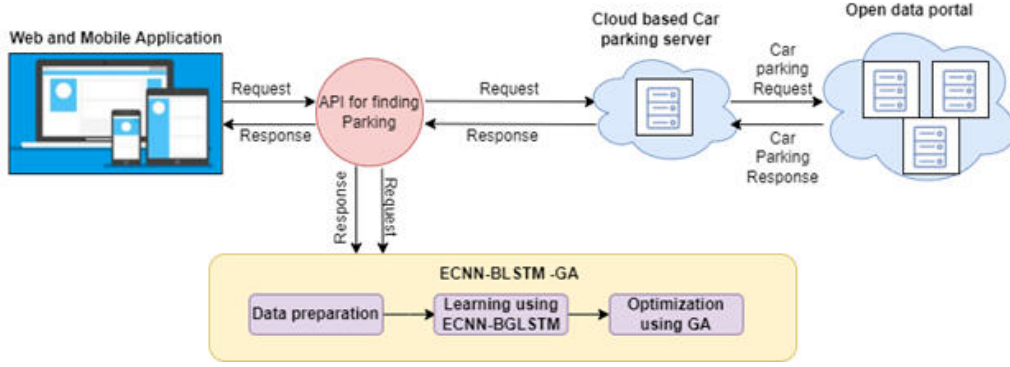 Web and Mobile Application
Request
Response
API for finding
Parking
Request
Response
Cloud based Car
parking server
Car
parking
Request
Car
Parking
Response
Open data portal
Response
Request
ECNN-BLSTM -GA
Data preparation
Learning using
ECNN-BGLSTM
Optimization
using GA